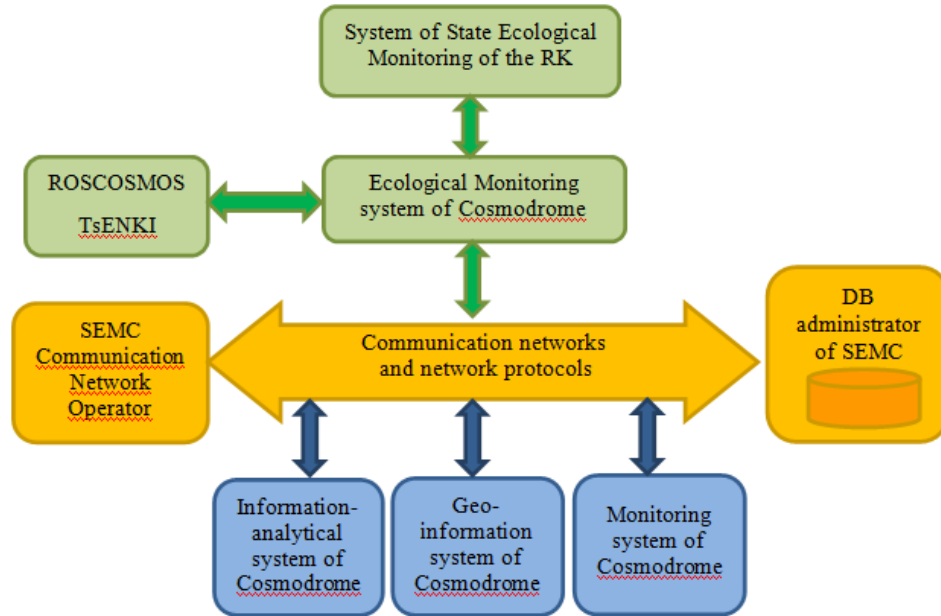 System of State Ecological
Monitoring of the RK
ROSCOSMOS
TsENKI
Ecological Monitoring
system of Cosmodrome
SEMC
Communication
Network
Operator
Communication networks
and network protocols
DB
administrator
of SEMC
Information-
analytical
system of
Cosmodrome
Geo-
information
system of
Cosmodrome
Monitoring
system of
Cosmodrome